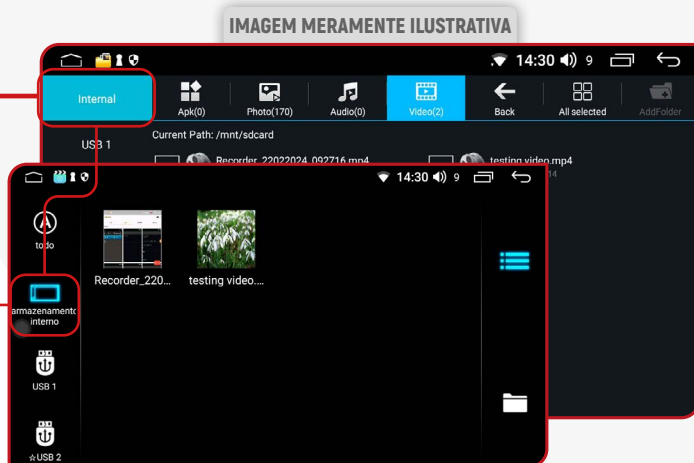 IMAGEM MERAMENTE ILUSTRATIVA
14:30 9
Internal
Apk(0)
Photo(170)
Audio(0)
Video(2)
Back
All selected
AddFolder
USB 1
Current Path: /mnt/sdcard
Recorder_22022024_092716.mp4
testing video.mp4
14
14:30 9
A
todo
armazenamento
interno
USB 1
☆USB 2
Recorder_220...
testing video....